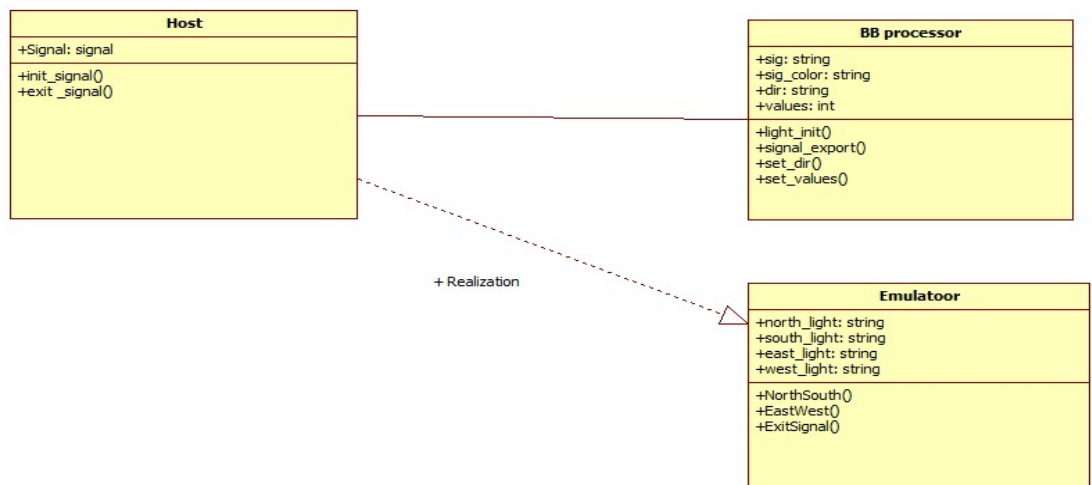 Host
+Signal: signal
+init_signal()
+exit _signal()
BB processor
+sig: string
+sig_color: string
+dir: string
+values: int
+light_init()
+signal_export()
+set_dir()
+set_values()
+ Realization
Emulatoor
+north_light: string
+south_light: string
+east_light: string
+west_light: string
+NorthSouth()
+EastWest()
+ExitSignal()